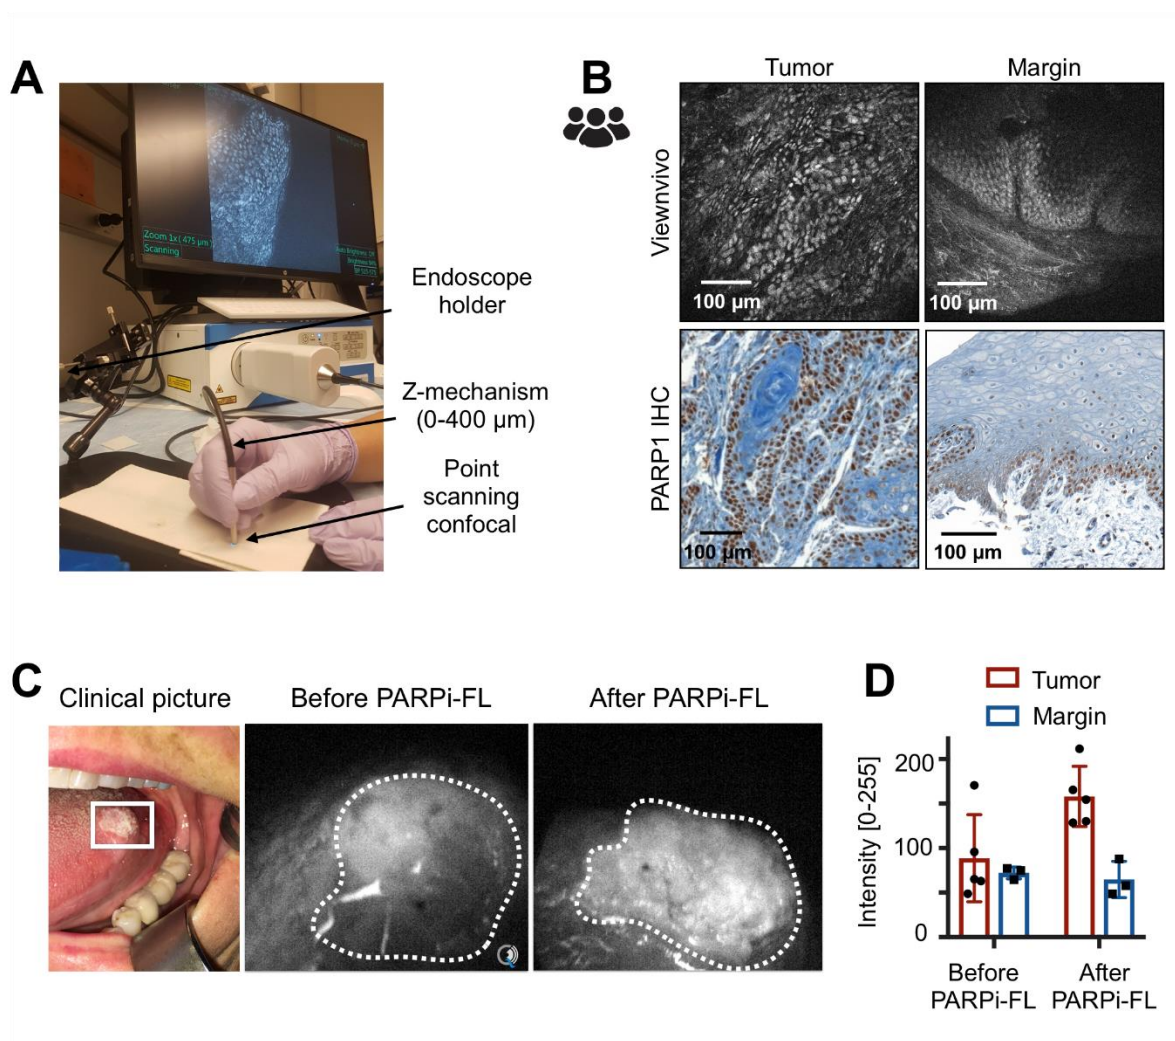 A
Zoom 1x ( 475 µm )
Scanning
Endoscope
holder
Z-mechanism
(0-400 µm)
Point
scanning
confocal
B
Tumor
Margin
Viewnvivo
100 µm
100 µm
PARP1 IHC
100 µm
100 µm
C
Clinical picture
Before PARPi-FL
After PARPi-FL
D
Tumor
Margin
Intensity [0-255]
200
100
0
Before
PARPi-FL
After
PARPi-FL